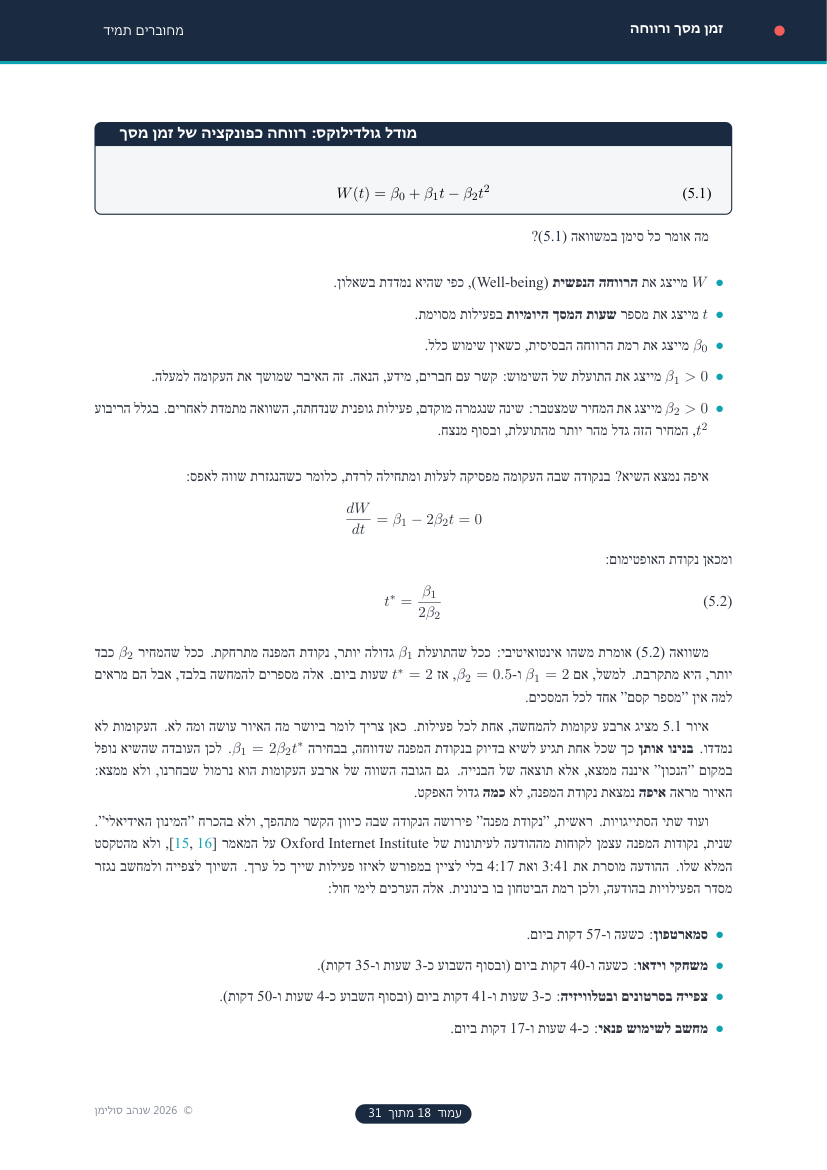 זמן מסך ורווחה
מחוברים תמיד
מודל גולדילוקס: רווחה כפונקציה של זמן מסך
W(t) = β₀ + β₁t − β₂t² (5.1)
מה אומר כל סימן במשוואה (5.1)?
• W מייצג את הרווחה הנפשית (Well-being), כפי שהיא נמדדת בשאלון.
• t מייצג את מספר שעות המסך היומיות בפעילות מסוימת.
• β₀ מייצג את רמת הרווחה הבסיסית, כשאין שימוש כלל.
• β₁ > 0 מייצג את התועלת של השימוש: קשר עם חברים, מידע, הנאה. זה האיבר שמושך את העקומה למעלה.
• β₂ > 0 מייצג את המחיר שמצטבר: שינה שנגמרה מוקדם, פעילות גופנית שנדחתה, השוואה מתמדת לאחרים. בגלל הריבוע
t², המחיר הזה גדל מהר יותר מהתועלת, ובסוף מנצח.
איפה נמצא השיא? בנקודה שבה העקומה מפסיקה לעלות ומתחילה לרדת, כלומר כשהנגזרת שווה לאפס:
dW/dt = β₁ − 2β₂t = 0
ומכאן נקודת האופטימום:
t* = β₁/2β₂ (5.2)
משוואה (5.2) אומרת משהו אינטואיטיבי: ככל שהתועלת β₁ גדולה יותר, נקודת המפנה מתרחקת. ככל שהמחיר β₂ כבד
יותר, היא מתקרבת. למשל, אם β₁ = 2 ו-β₂ = 0.5, אז t* = 2 שעות ביום. אלה מספרים להמחשה בלבד, אבל הם מראים
למה אין ”מספר קסם” אחד לכל המסכים.
איור 5.1 מציג ארבע עקומות להמחשה, אחת לכל פעילות. כאן צריך לומר ביושר מה האיור עושה ומה לא. העקומות לא
נמדדו. בנינו אותן כך שכל אחת תגיע לשיא בדיוק בנקודת המפנה שדווחה, בבחירה β₁ = 2β₂t*. לכן העובדה שהשיא נופל
במקום ”הנכון” איננה ממצא, אלא תוצאה של הבנייה. גם הגובה השווה של ארבע העקומות הוא נרמול שבחרנו, ולא ממצא:
האיור מראה איפה נמצאת נקודת המפנה, לא כמה גדול האפקט.
ועוד שתי הסתייגויות. ראשית, ”נקודת מפנה” פירושה הנקודה שבה כיוון הקשר מתהפך, ולא בהכרח ”המינון האידיאלי”.
שנית, נקודות המפנה עצמן לקוחות מההודעה לעיתונות של Oxford Internet Institute על המאמר [15, 16], ולא מהטקסט
המלא שלו. ההודעה מוסרת את 3:41 ואת 4:17 בלי לציין במפורש לאיזו פעילות שייך כל ערך. השיוך לצפייה ולמחשב נגזר
מסדר הפעילויות בהודעה, ולכן רמת הביטחון בו בינונית. אלה הערכים לימי חול:
• סמארטפון: כשעה ו-57 דקות ביום.
• משחקי וידאו: כשעה ו-40 דקות ביום (ובסוף השבוע כ-3 שעות ו-35 דקות).
• צפייה בסרטונים ובטלוויזיה: כ-3 שעות ו-41 דקות ביום (ובסוף השבוע כ-4 שעות ו-50 דקות).
• מחשב לשימוש פנאי: כ-4 שעות ו-17 דקות ביום.
עמוד 18 מתוך 31
© 2026 שנהב סולימן